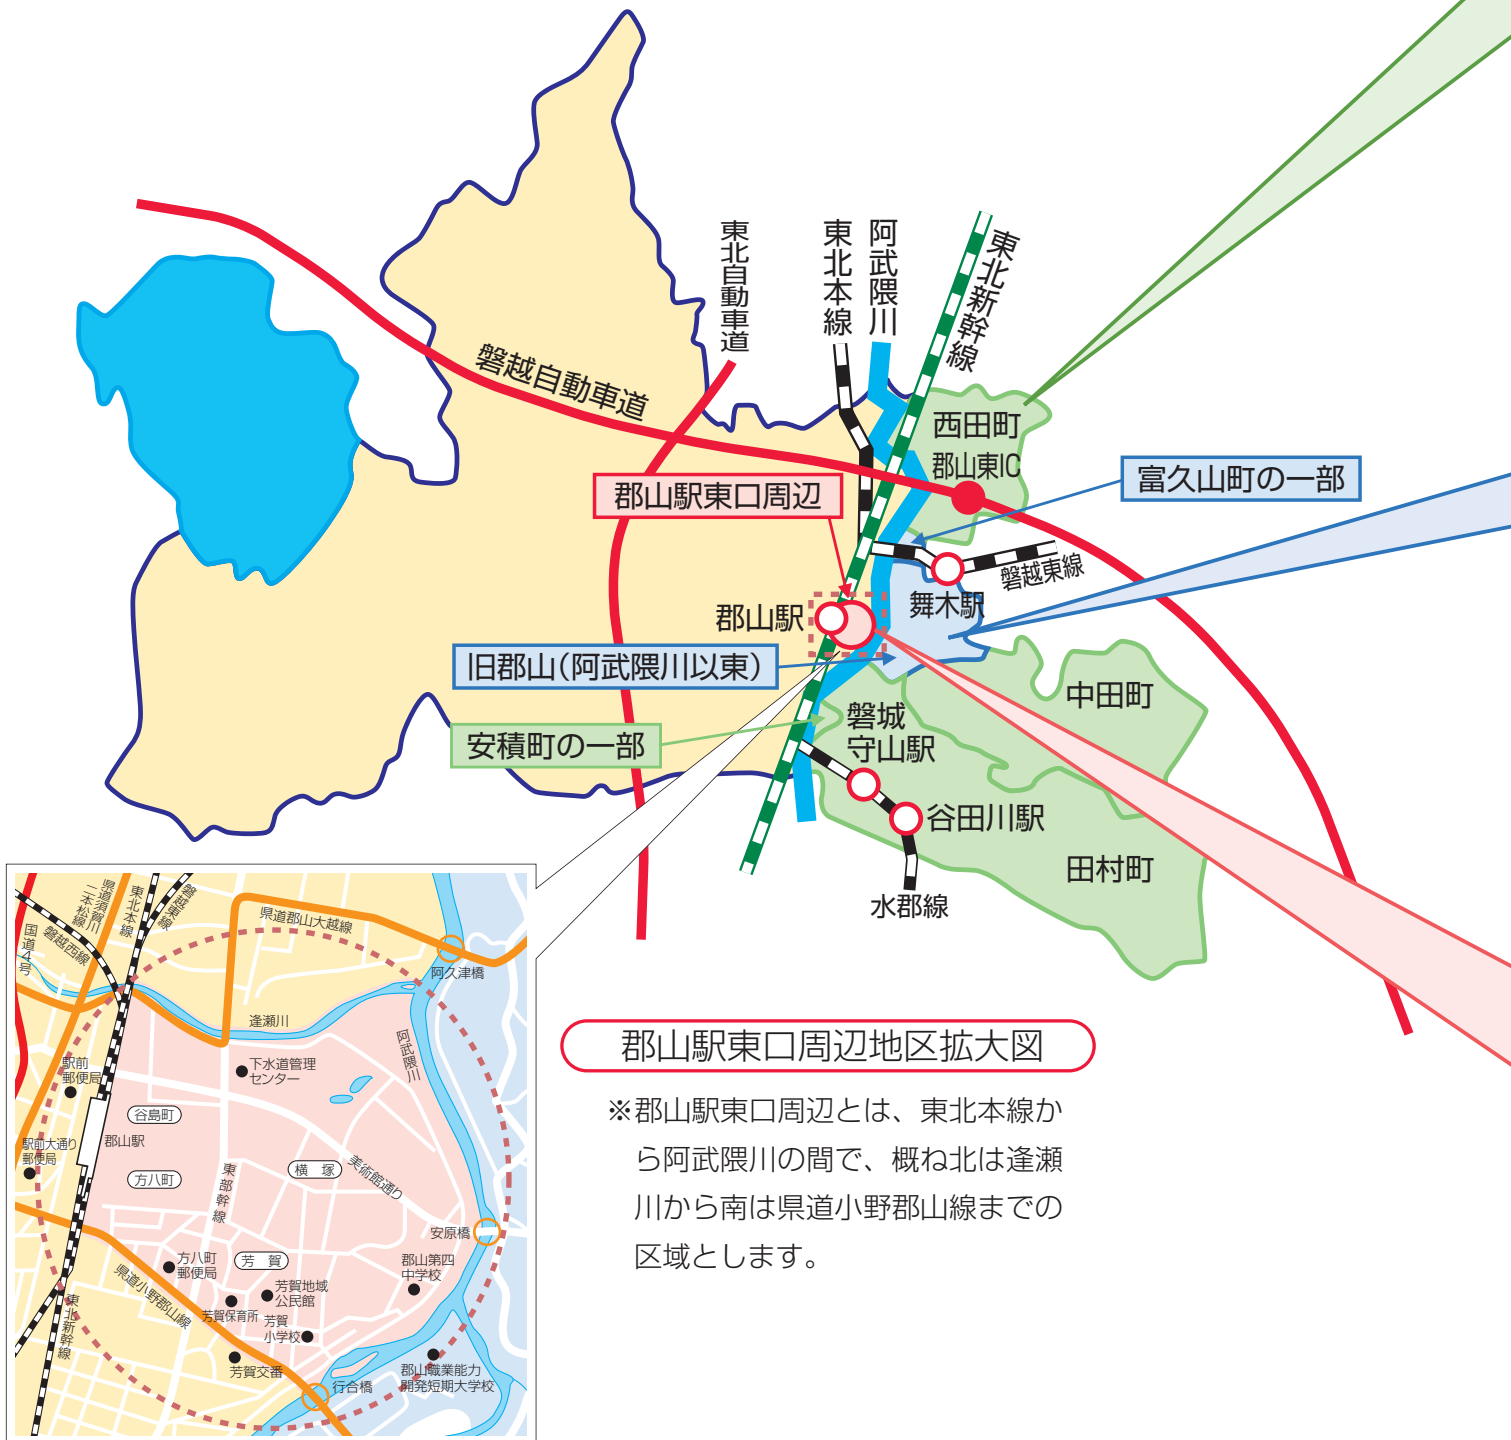 東北自動車道
東北本線
阿武隈川
東北新幹線
磐越自動車道
西田町
郡山東IC
富久山町の一部
郡山駅東口周辺
磐越東線
舞木駅
郡山駅
旧郡山(阿武隈川以東)
中田町
磐城
守山駅
安積町の一部
谷田川駅
田村町
水郡線
県道須賀川
二本松線
東北本線
磐越東線
国道4号
磐越西線
県道郡山大越線
阿久津橋
逢瀬川
阿武隈川
駅前
郵便局
下水道管理
センター
谷島町
郡山駅
駅前大通り
郵便局
方八町
東部幹線
横 塚
美術館通り
安原橋
方八町
郵便局
芳 賀
郡山第四
中学校
県道小野郡山線
芳賀地域
公民館
芳賀保育所
芳賀
小学校
東北新幹線
芳賀交番
行合橋
郡山職業能力
開発短期大学校
郡山駅東口周辺地区拡大図
※郡山駅東口周辺とは、東北本線か
ら阿武隈川の間で、概ね北は逢瀬
川から南は県道小野郡山線までの
区域とします。